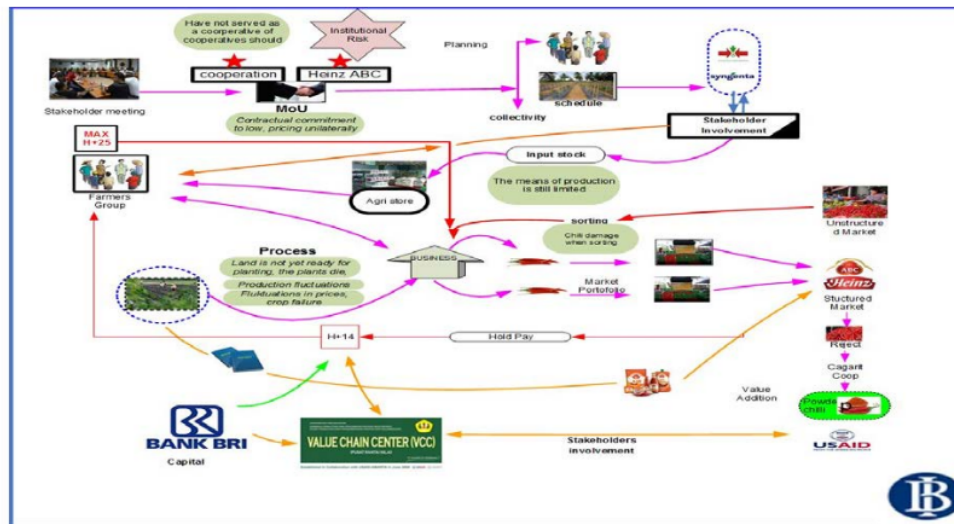 Have not served as
a cooperative of
cooperatives should
Institutional
Risk
cooperation
Heinz ABC
Planning
syngenta
Stakeholder meeting
MoU
Contractual commitment
to low, pricing unilaterally
schedule
collectivity
Stakeholder
Involvement
MAX
H+25
Farmers
Group
Agri store
Input stock
The means of production
is still limited
sorting
Chili damage
when sorting
Unstructure
d Market
Process
Land is not yet ready for
planting, the plants die,
Production fluctuations
Fluktuations in prices,
crop failure
BUSINESS
Market
Portofolio
ABC
Heinz
Stuctured
Market
H+14
Hold Pay
Reject
Cagarit
Coop
Value
Addition
Powde
chilli
BANK BRI
Capital
VALUE CHAIN CENTER (VCC)
Stakeholders
involvement
USAID